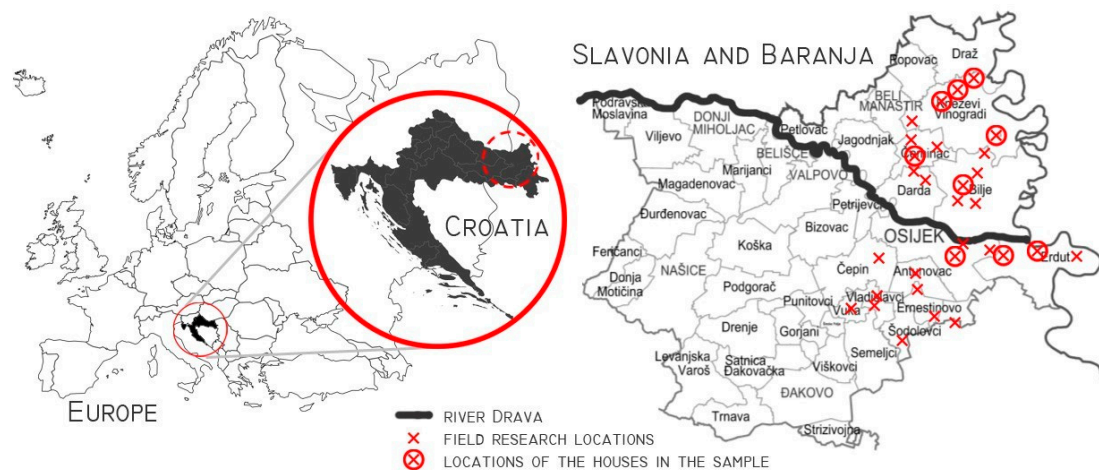 EUROPE
CROATIA
SLAVONIA AND BARANJA
Draž
Popovac
BELI
MANASTIR
Kneževi
Vinogradi
Podravska
Moslavina
DONJI
MIHOLJAC
Viljevo
Petlovac
Jagodnjak
Čeminac
BELIŠĆE
Marijanci
VALPOVO
Magadenovac
Darda
Bilje
Petrijevci
Đurđenovac
Bizovac
OSIJEK
Koška
Feričanci
NAŠICE
Čepin
Antunovac
Erdut
Donja
Motičina
Podgorač
Punitovci
Vladislavci
Vuka
Ernestinovo
Drenje
Gorjani
Šodolovci
Levanjska
Varoš
Satnica
Đakovačka
Semeljci
Viškovci
ĐAKOVO
Trnava
Strizivojna
RIVER DRAVA
FIELD RESEARCH LOCATIONS
LOCATIONS OF THE HOUSES IN THE SAMPLE